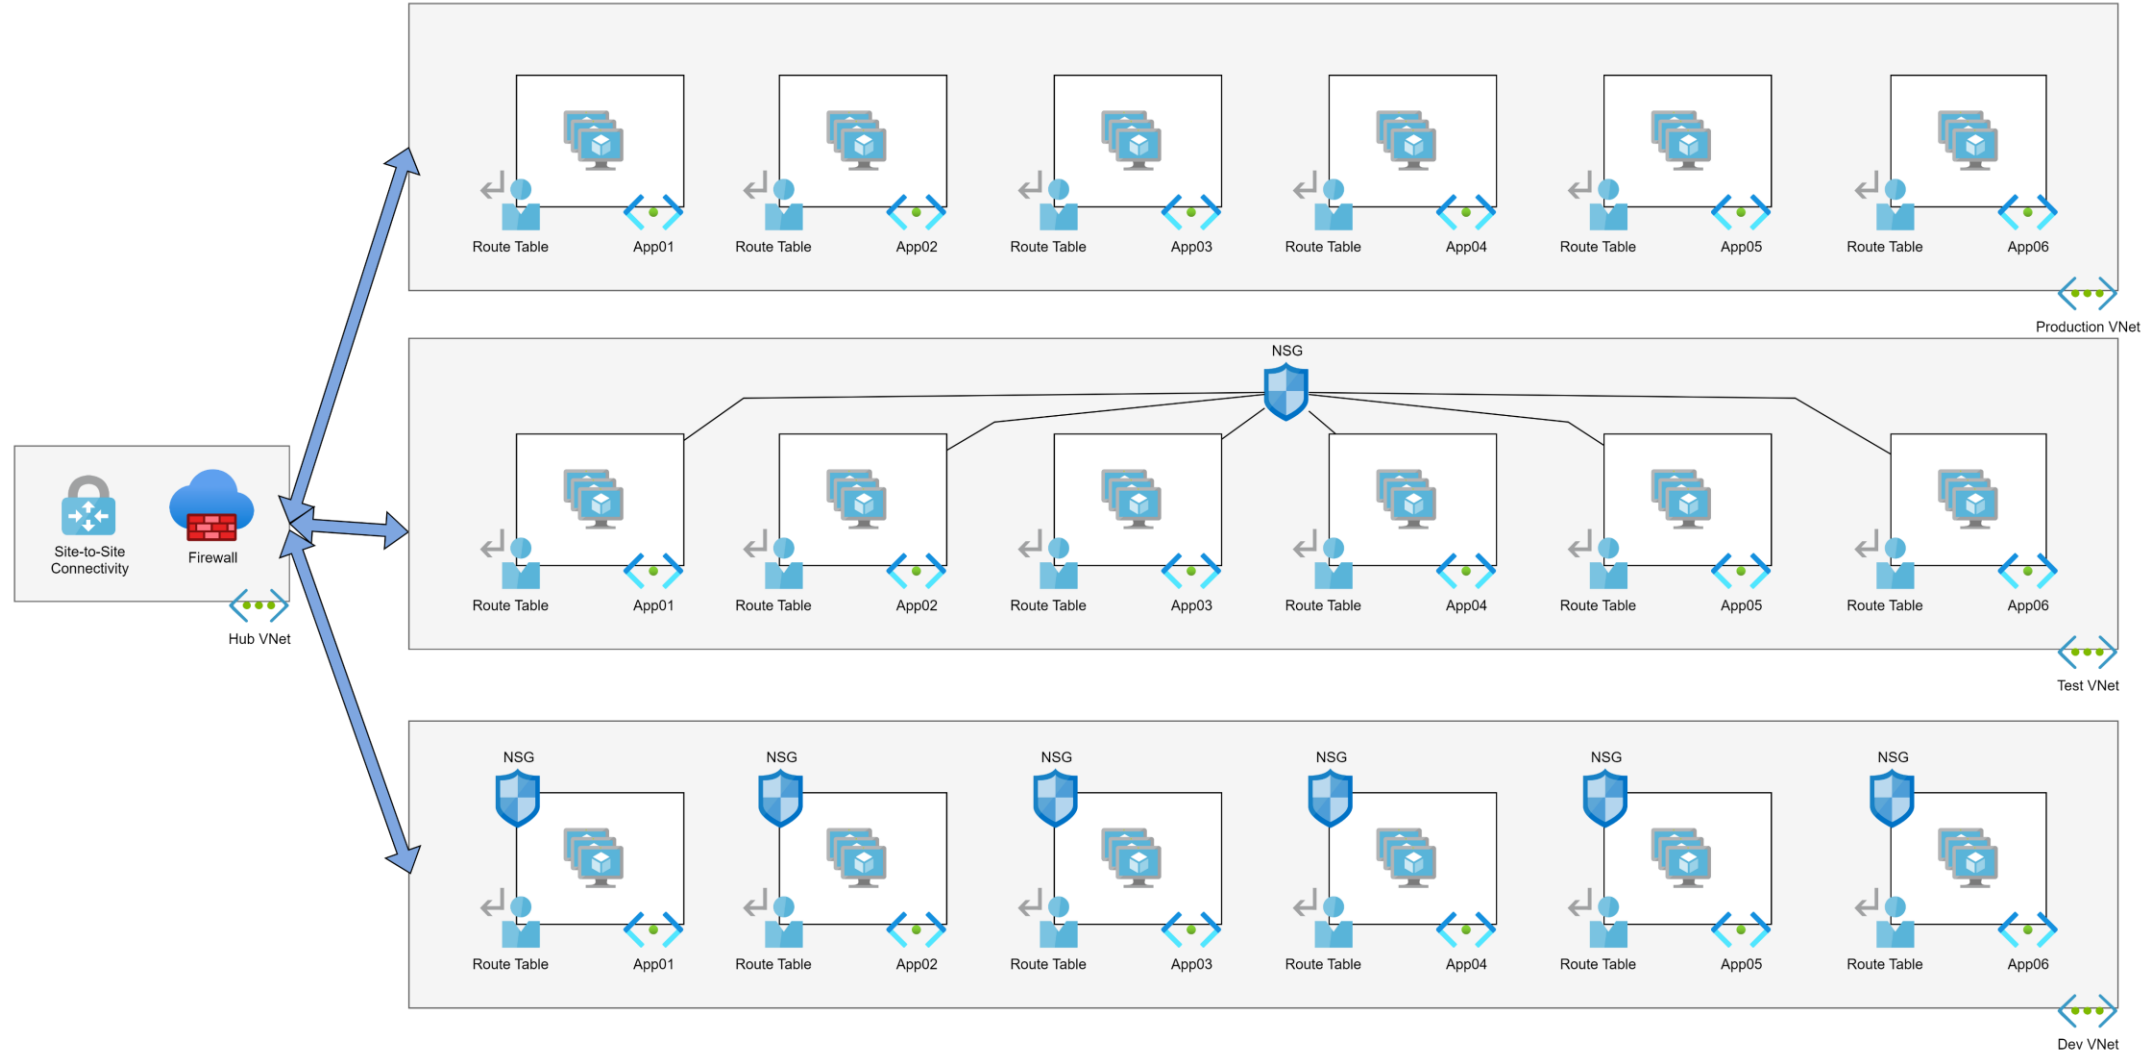 Route Table
App01
Route Table
App02
Route Table
App03
Route Table
App04
Route Table
App05
Route Table
App06
Production VNet
NSG
Site-to-Site
Connectivity
Firewall
Hub VNet
Route Table
App01
Route Table
App02
Route Table
App03
Route Table
App04
Route Table
App05
Route Table
App06
Test VNet
NSG
NSG
NSG
NSG
NSG
NSG
Route Table
App01
Route Table
App02
Route Table
App03
Route Table
App04
Route Table
App05
Route Table
App06
Dev VNet